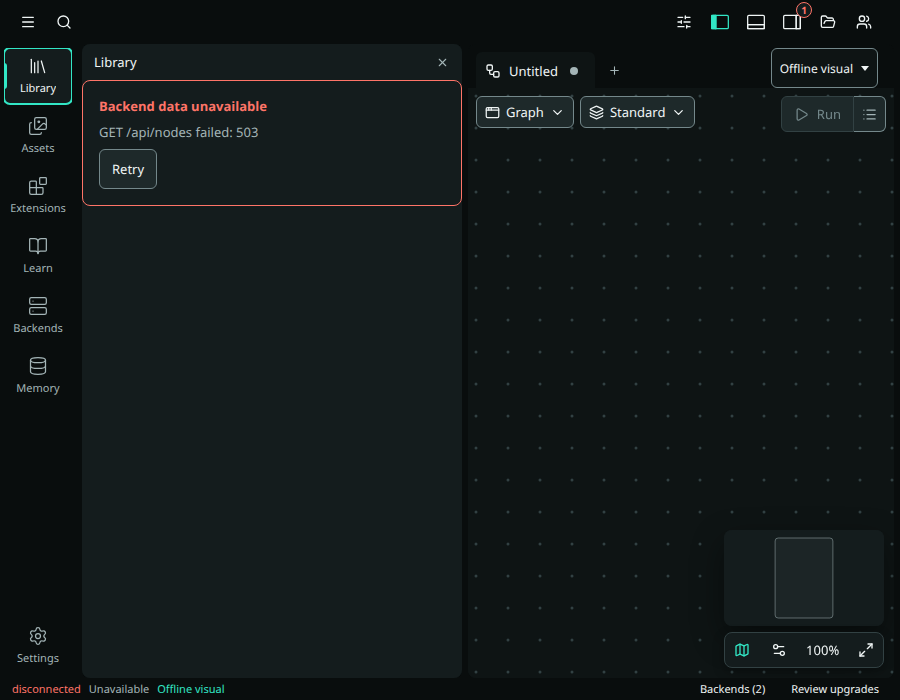 1
Library
Assets
Extensions
Learn
Backends
Memory
Settings
Library
Backend data unavailable
GET /api/nodes failed: 503
Retry
Untitled
Offline visual
Graph
Standard
Run
100%
disconnected Unavailable Offline visual
Backends (2) Review upgrades